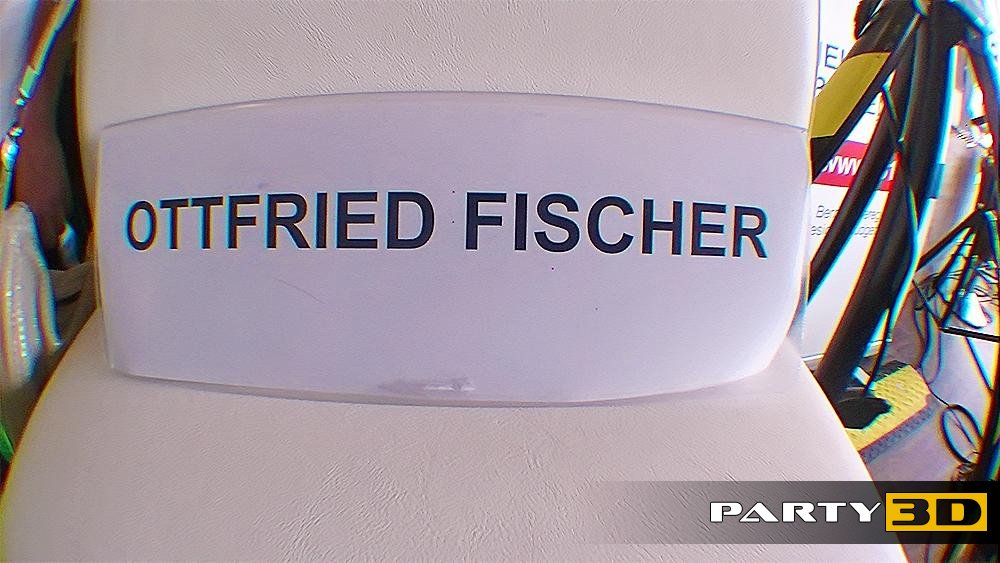 OTTFRIED FISCHER
PARTY 3D